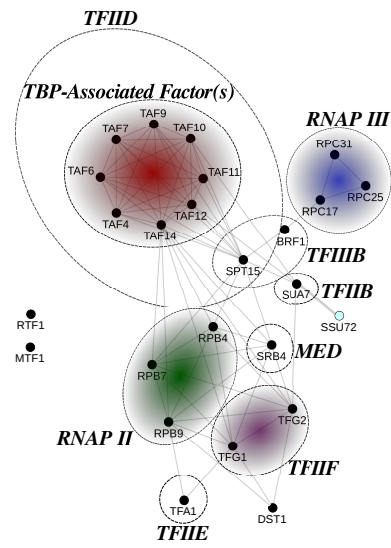 TFIID
TBP-Associated Factor(s)
TAF9
TAF7
TAF10
RNAP III
RPC31
TAF6
TAF11
RPC25
RPC17
TAF4
TAF12
TAF14
BRF1
TFIIIB
SPT15
SUA7
TFIIB
RTF1
SSU72
RPB4
MTF1
SRB4
MED
RPB7
TFG2
RPB9
RNAP II
TFG1
TFIIF
TFA1
DST1
TFIIE